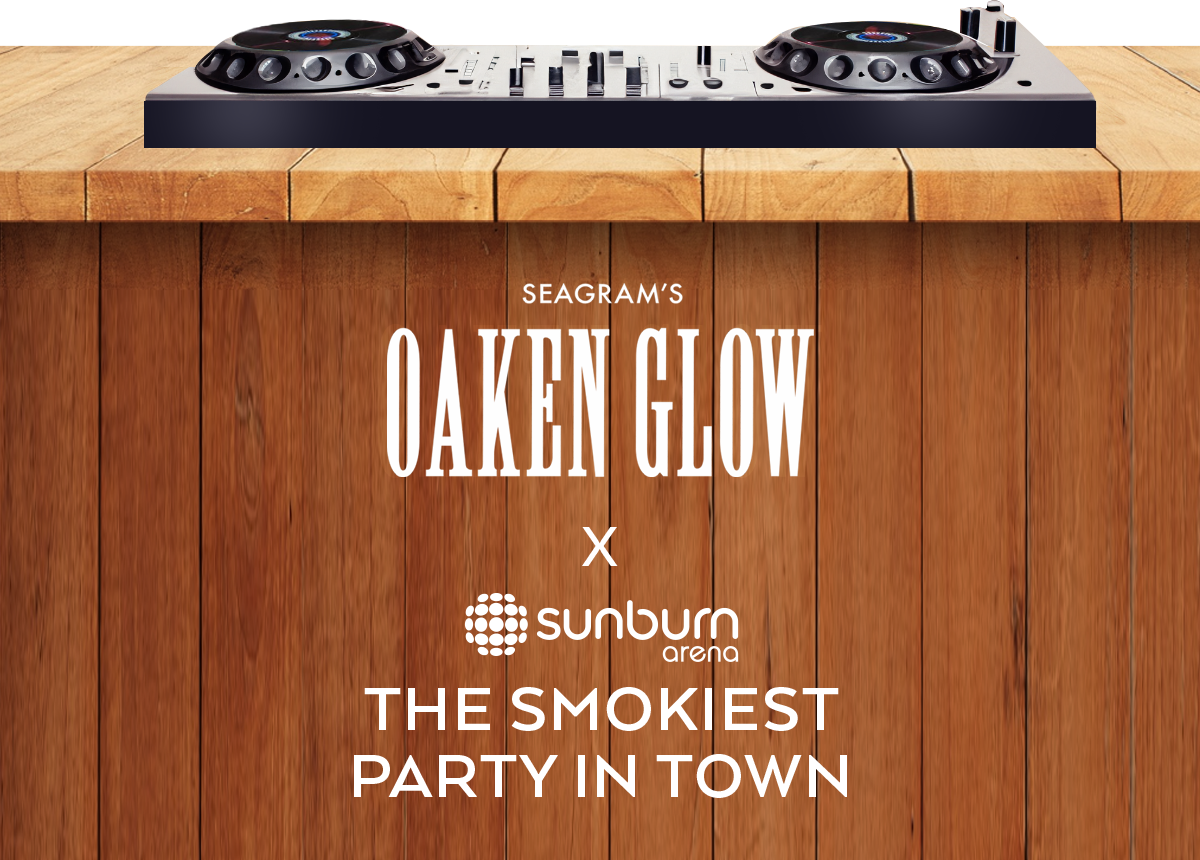 SEAGRAM'S
OAKEN GLOW
X
sunburn
arena
THE SMOKIEST
PARTY IN TOWN